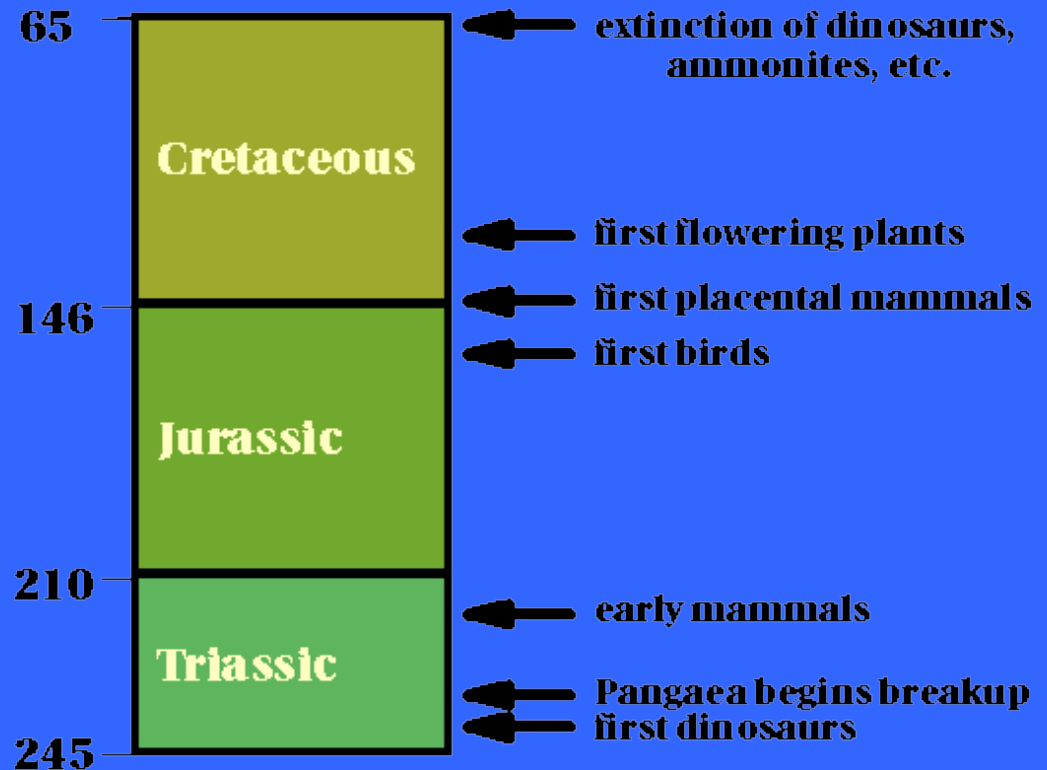 65
extinction of dinosaurs,
ammonites, etc.
Cretaceous
first flowering plants
first placental mammals
146
first birds
Jurassic
210
early mammals
Triassic
Pangaea begins breakup
first dinosaurs
245